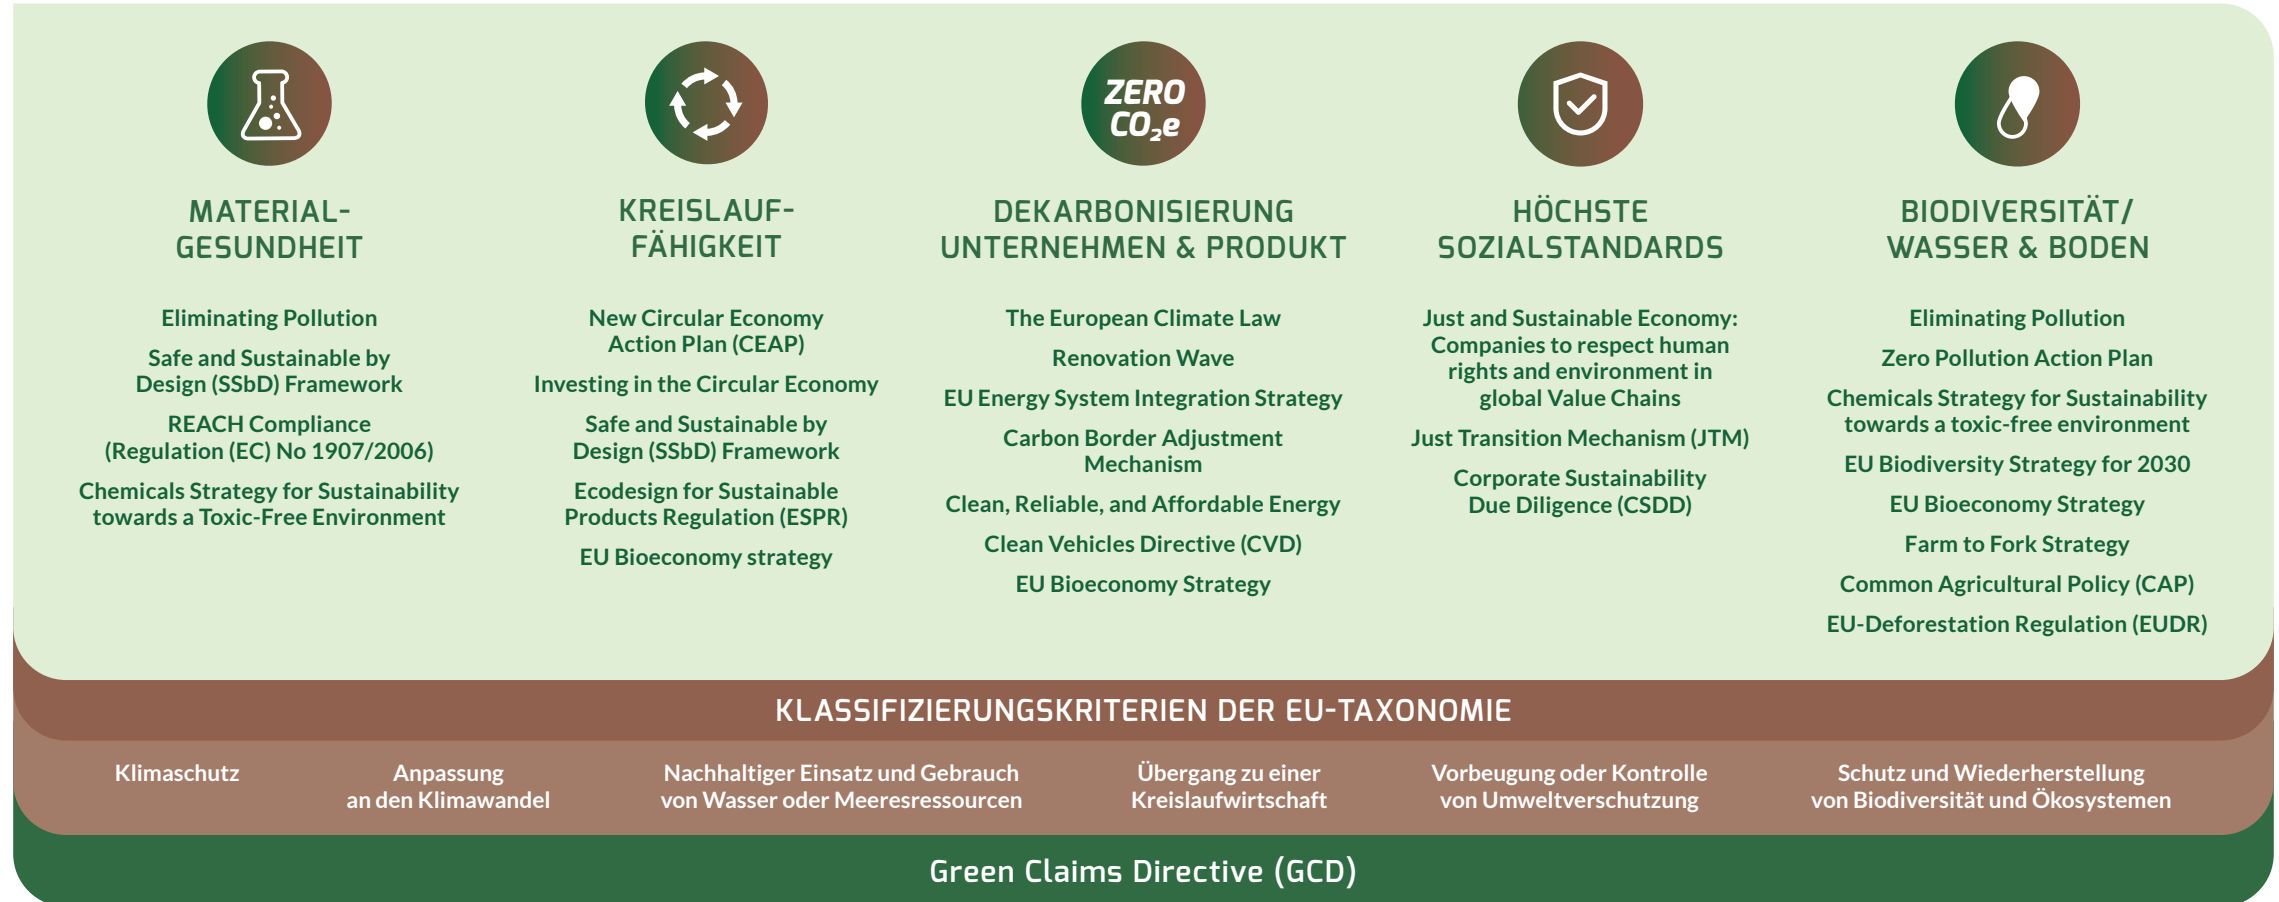 ZERO
CO₂e
MATERIAL-
GESUNDHEIT
Eliminating Pollution
Safe and Sustainable by
Design (SSbD) Framework
REACH Compliance
(Regulation (EC) No 1907/2006)
Chemicals Strategy for Sustainability
towards a Toxic-Free Environment
KREISLAUF-
FÄHIGKEIT
New Circular Economy
Action Plan (CEAP)
Investing in the Circular Economy
Safe and Sustainable by
Design (SSbD) Framework
Ecodesign for Sustainable
Products Regulation (ESPR)
EU Bioeconomy strategy
DEKARBONISIERUNG
UNTERNEHMEN & PRODUKT
The European Climate Law
Renovation Wave
EU Energy System Integration Strategy
Carbon Border Adjustment
Mechanism
Clean, Reliable, and Affordable Energy
Clean Vehicles Directive (CVD)
EU Bioeconomy Strategy
HÖCHSTE
SOZIALSTANDARDS
Just and Sustainable Economy:
Companies to respect human
rights and environment in
global Value Chains
Just Transition Mechanism (JTM)
Corporate Sustainability
Due Diligence (CSDD)
BIODIVERSITÄT/
WASSER & BODEN
Eliminating Pollution
Zero Pollution Action Plan
Chemicals Strategy for Sustainability
towards a toxic-free environment
EU Biodiversity Strategy for 2030
EU Bioeconomy Strategy
Farm to Fork Strategy
Common Agricultural Policy (CAP)
EU-Deforestation Regulation (EUDR)
KLASSIFIZIERUNGSKRITERIEN DER EU-TAXONOMIE
Klimaschutz
Anpassung
an den Klimawandel
Nachhaltiger Einsatz und Gebrauch
von Wasser oder Meeresressourcen
Übergang zu einer
Kreislaufwirtschaft
Vorbeugung oder Kontrolle
von Umweltverschutzung
Schutz und Wiederherstellung
von Biodiversität und Ökosystemen
Green Claims Directive (GCD)